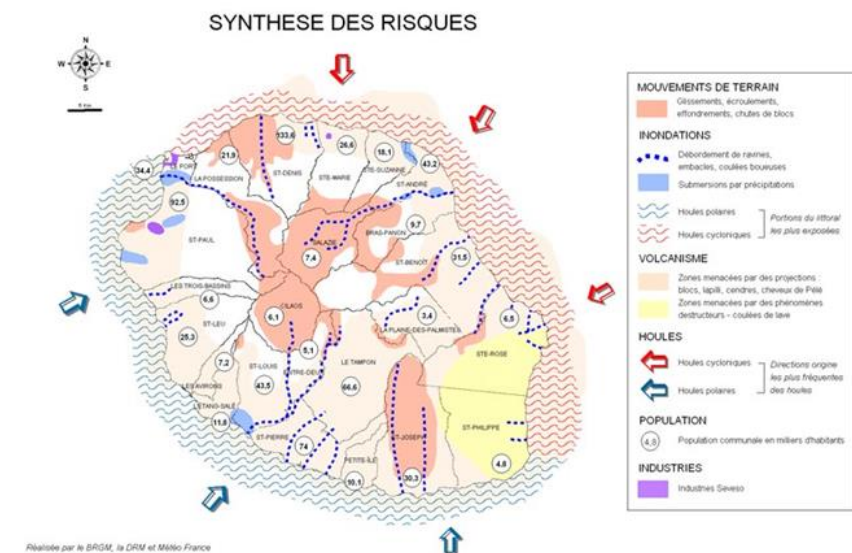 SYNTHESE DES RISQUES
N
W E
S
133,6
26,6
18,1
43,2
21,9
34,4
LE PORT
LA POSSESSION
ST-DENIS
STE-MARIE
STE-SUZANNE
ST-ANDRÉ
92,5
9,7
BRAS-PANON
ST-PAUL
SALAZIE
7,4
ST-BENOÎT
31,5
LES TROIS-BASSINS
6,6
CILAOS
6,1
3,4
LA PLAINE-DES-PALMISTES
6,5
ST-LEU
25,3
5,1
7,2
ST-LOUIS
ENTRE-DEUX
LE TAMPON
STE-ROSE
LES AVIRONS
43,5
66,6
L'ETANG-SALÉ
11,8
ST-PIERRE
74
ST-JOSEPH
ST-PHILIPPE
PETITE-ÎLE
4,8
10,1
30,3
MOUVEMENTS DE TERRAIN
Glissements, écroulements,
effondrements, chutes de blocs
INONDATIONS
Débordement de ravines,
embacles, coulées boueuses
Submersions par précipitations
Houles polaires
Houles cycloniques
Portions du littoral
les plus exposées
VOLCANISME
Zones menacées par des projections :
blocs, lapilli, cendres, cheveux de Pélé
Zones menacées par des phénomènes
destructeurs - coulées de lave
HOULES
Houles cycloniques
Houles polaires
Directions origine
les plus fréquentes
des houles
POPULATION
4,8 Population communale en milliers d'habitants
INDUSTRIES
Industries Seveso
Réalisée par le BRGM, la DRM et Météo France